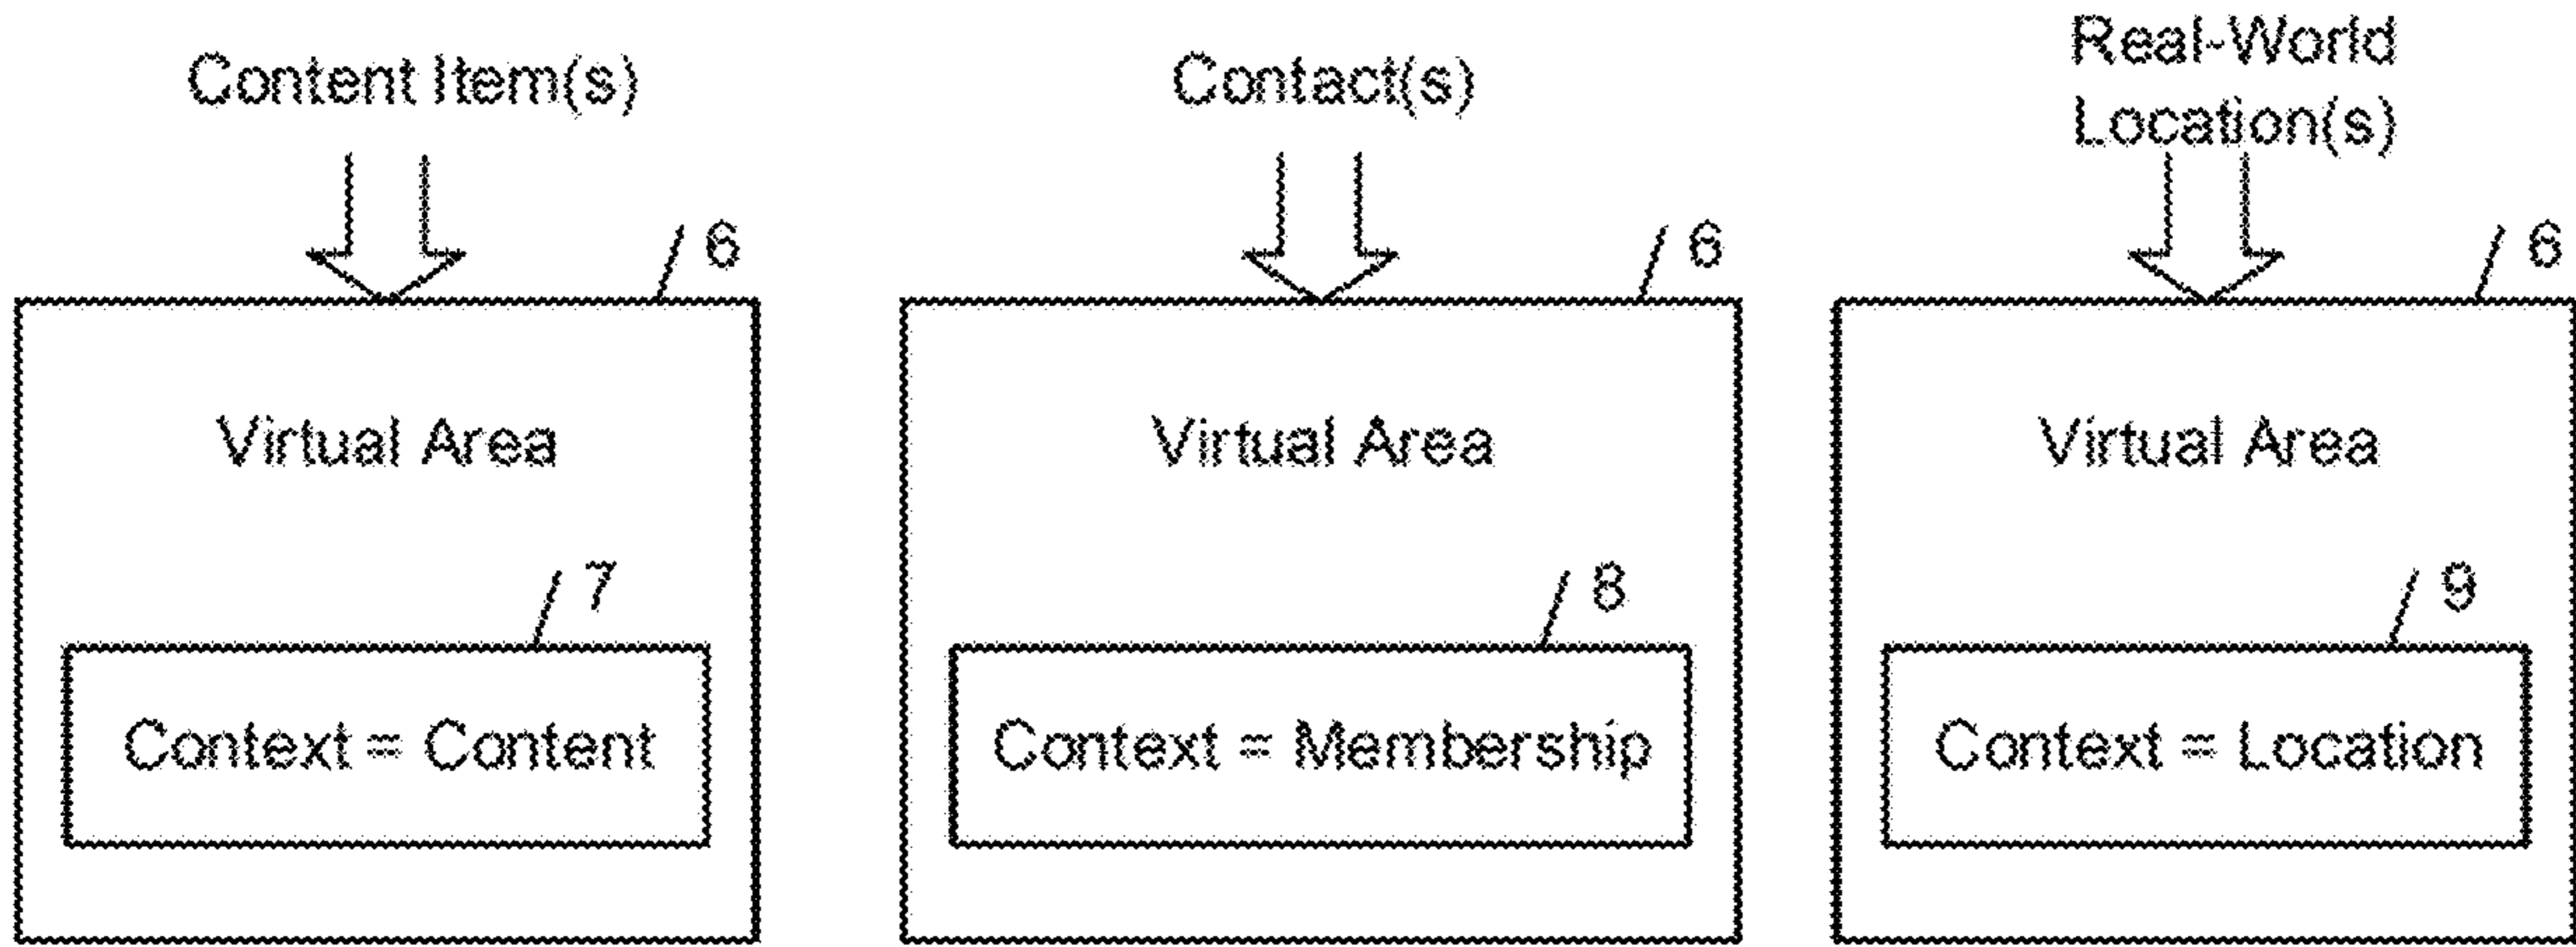 Content Item(s)
Contact(s)
Real-World
Location(s)
6
6
6
Virtual Area
Virtual Area
Virtual Area
7
8
9
Context = Content
Context = Membership
Context = Location